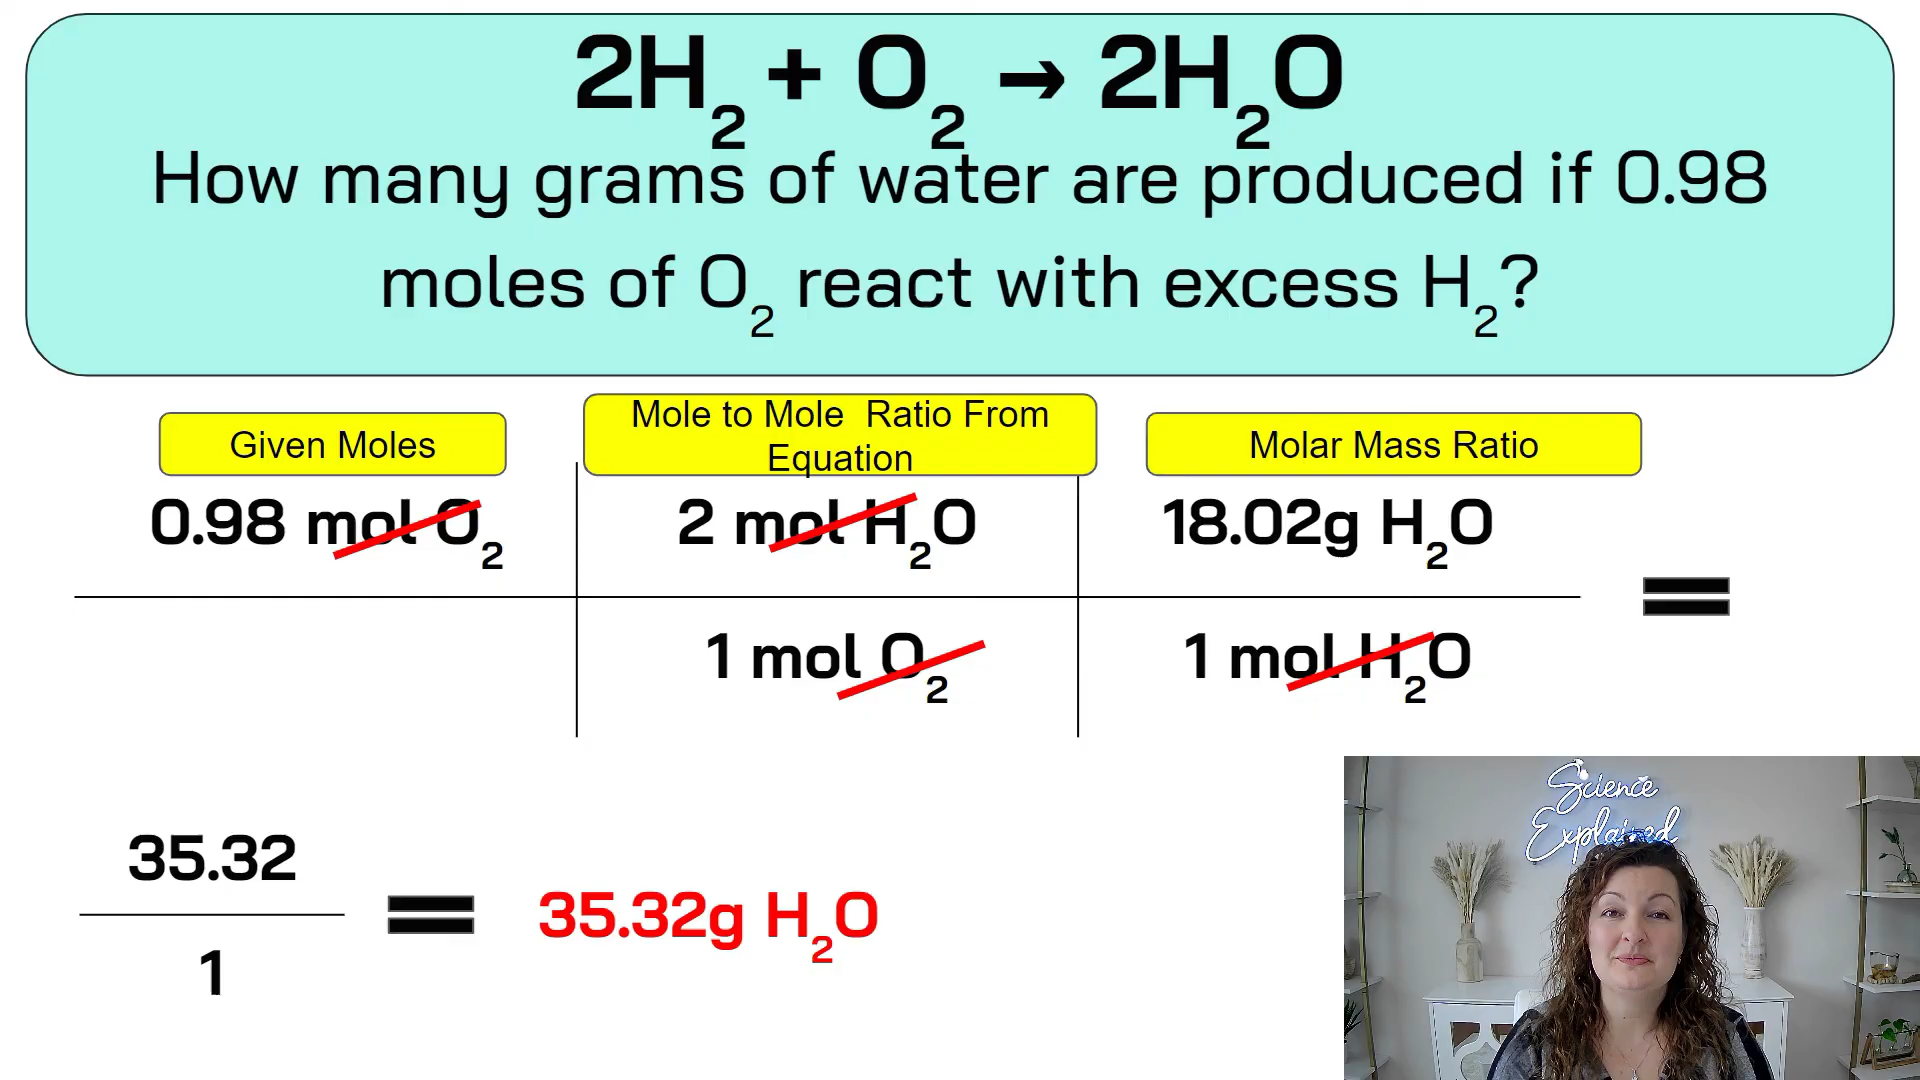 2H₂ + O₂ → 2H₂O
How many grams of water are produced if 0.98
moles of O₂ react with excess H₂?
Given Moles
Mole to Mole Ratio From
Equation
Molar Mass Ratio
0.98 mol O₂
2 mol H₂O
18.02g H₂O
=
1 mol O₂
1 mol H₂O
35.32
1
=
35.32g H₂O
Science
Explained